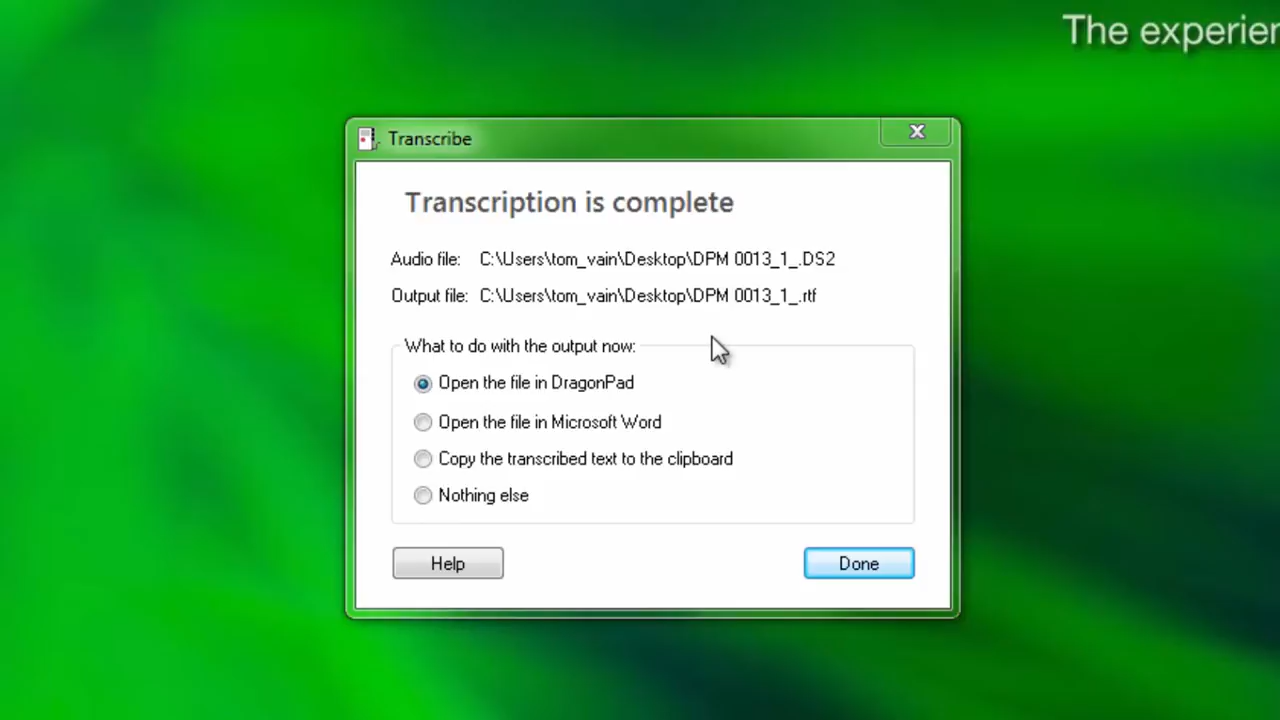 The experien
Transcribe
Transcription is complete
Audio file: C:\Users\tom_vain\Desktop\DPM 0013_1_.DS2
Output file: C:\Users\tom_vain\Desktop\DPM 0013_1_.rtf
What to do with the output now:
Open the file in DragonPad
Open the file in Microsoft Word
Copy the transcribed text to the clipboard
Nothing else
Help
Done